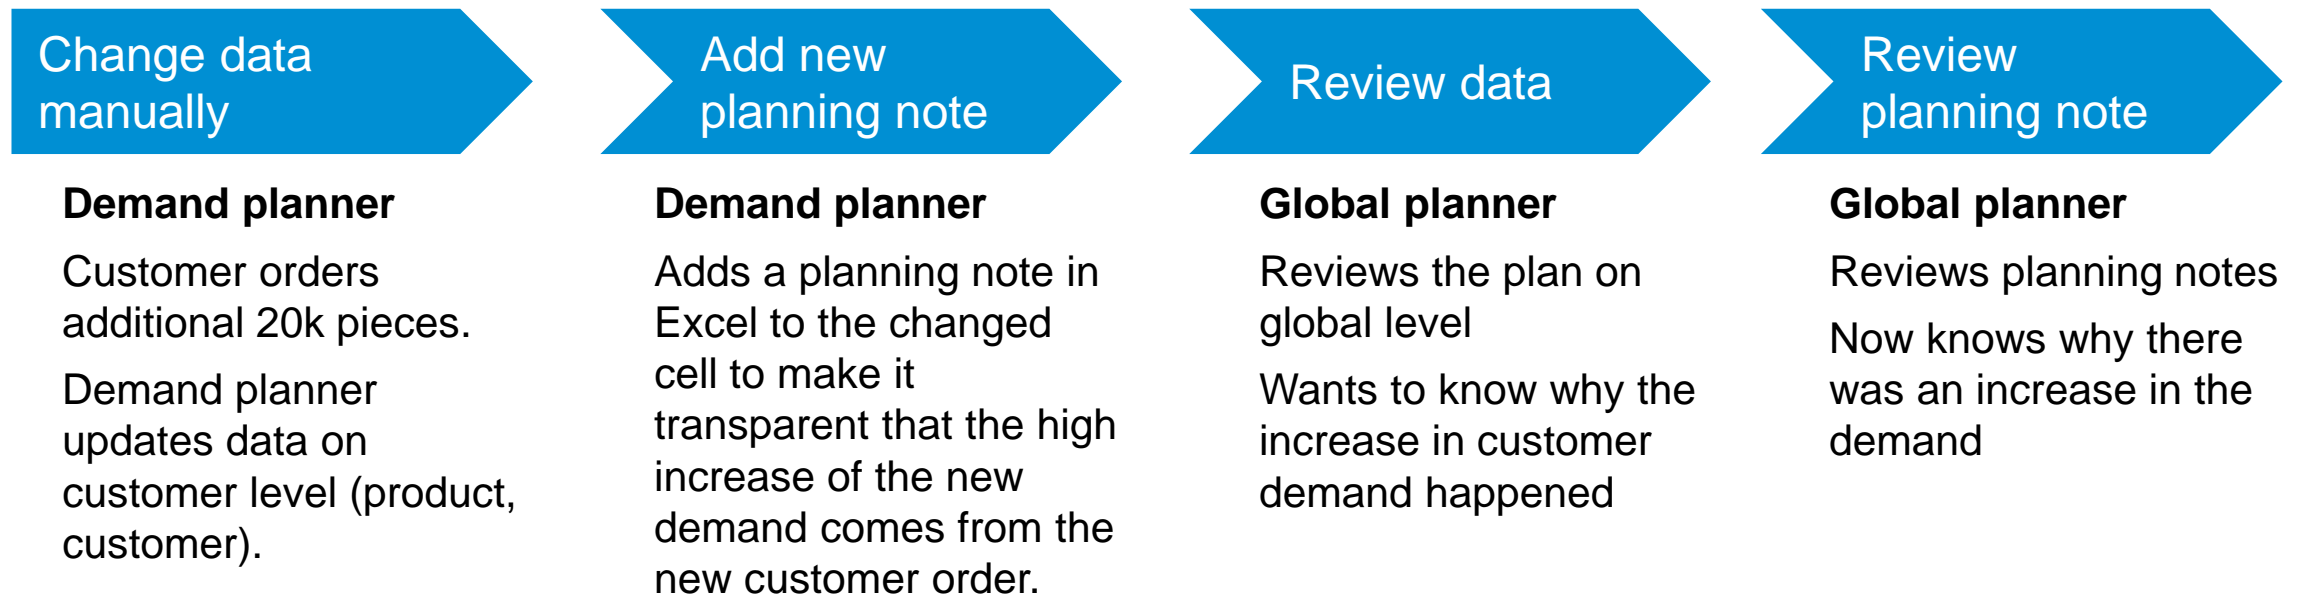 Change data
manually
Demand planner
Customer orders
additional 20k pieces.
Demand planner
updates data on
customer level (product,
customer).
Add new
planning note
Demand planner
Adds a planning note in
Excel to the changed
cell to make it
transparent that the high
increase of the new
demand comes from the
new customer order.
Review data
Global planner
Reviews the plan on
global level
Wants to know why the
increase in customer
demand happened
Review
planning note
Global planner
Reviews planning notes
Now knows why there
was an increase in the
demand